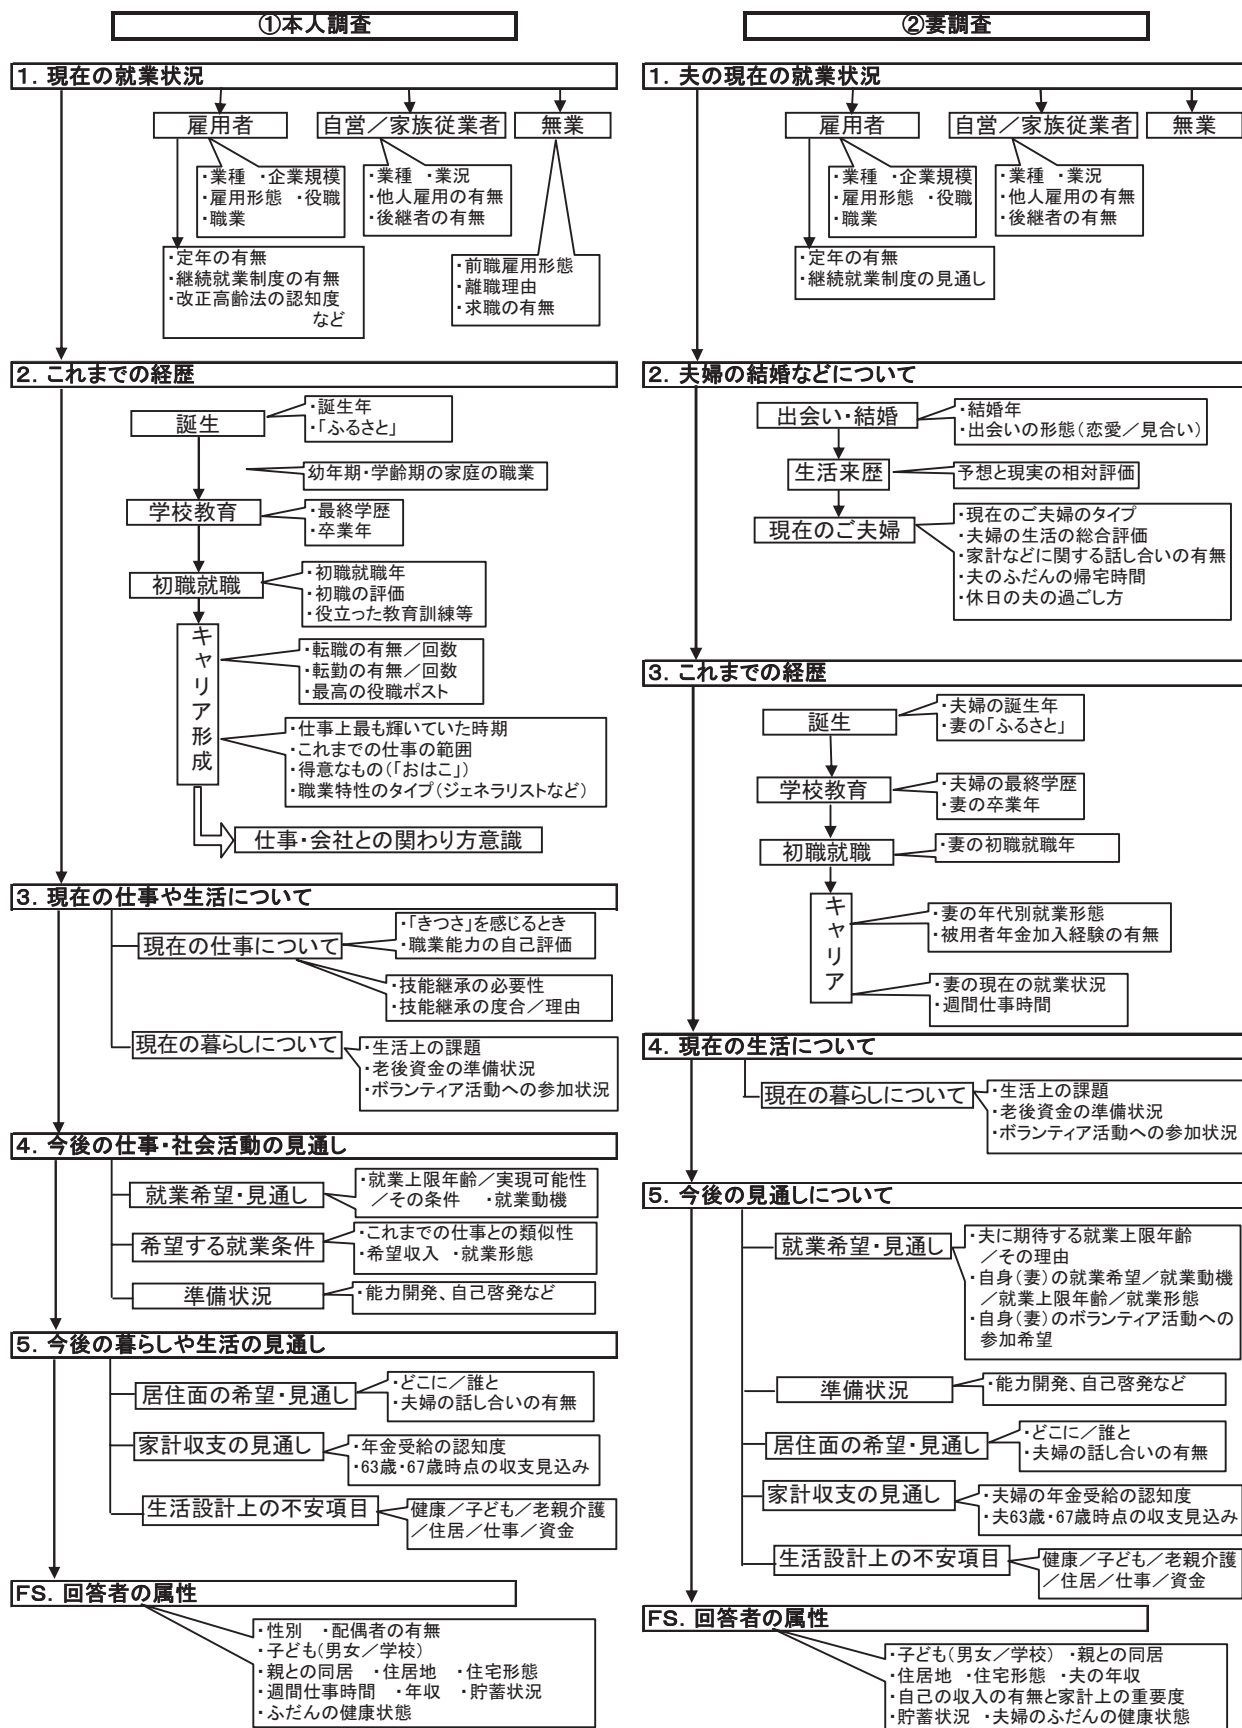 ①本人調査
1．現在の就業状況
雇用者
自営／家族従業者
無業
・業種　・企業規模
・雇用形態　・役職
・職業
・業種　・業況
・他人雇用の有無
・後継者の有無
・定年の有無
・継続就業制度の有無
・改正高齢法の認知度
など
・前職雇用形態
・離職理由
・求職の有無
2．これまでの経歴
誕生
・誕生年
・「ふるさと」
幼年期・学齢期の家庭の職業
学校教育
・最終学歴
・卒業年
初職就職
・初職就職年
・初職の評価
・役立った教育訓練等
キャリア形成
・転職の有無／回数
・転勤の有無／回数
・最高の役職ポスト
・仕事上最も輝いていた時期
・これまでの仕事の範囲
・得意なもの（「おはこ」）
・職業特性のタイプ（ジェネラリストなど）
仕事・会社との関わり方意識
3．現在の仕事や生活について
現在の仕事について
・「きつさ」を感じるとき
・職業能力の自己評価
・技能継承の必要性
・技能継承の度合／理由
現在の暮らしについて
・生活上の課題
・老後資金の準備状況
・ボランティア活動への参加状況
4．今後の仕事・社会活動の見通し
就業希望・見通し
・就業上限年齢／実現可能性
／その条件　・就業動機
希望する就業条件
・これまでの仕事との類似性
・希望収入　・就業形態
準備状況
・能力開発、自己啓発など
5．今後の暮らしや生活の見通し
居住面の希望・見通し
・どこに／誰と
・夫婦の話し合いの有無
家計収支の見通し
・年金受給の認知度
・63歳・67歳時点の収支見込み
生活設計上の不安項目
健康／子ども／老親介護
／住居／仕事／資金
FS．回答者の属性
・性別　・配偶者の有無
・子ども（男女／学校）
・親との同居　・住居地　・住宅形態
・週間仕事時間　・年収　・貯蓄状況
・ふだんの健康状態
②妻調査
1．夫の現在の就業状況
雇用者
自営／家族従業者
無業
・業種　・企業規模
・雇用形態　・役職
・職業
・業種　・業況
・他人雇用の有無
・後継者の有無
・定年の有無
・継続就業制度の見通し
2．夫婦の結婚などについて
出会い・結婚
・結婚年
・出会いの形態（恋愛／見合い）
生活来歴
予想と現実の相対評価
現在のご夫婦
・現在のご夫婦のタイプ
・夫婦の生活の総合評価
・家計などに関する話し合いの有無
・夫のふだんの帰宅時間
・休日の夫の過ごし方
3．これまでの経歴
誕生
・夫婦の誕生年
・妻の「ふるさと」
学校教育
・夫婦の最終学歴
・妻の卒業年
初職就職
・妻の初職就職年
キャリア
・妻の年代別就業形態
・被用者年金加入経験の有無
・妻の現在の就業状況
・週間仕事時間
4．現在の生活について
現在の暮らしについて
・生活上の課題
・老後資金の準備状況
・ボランティア活動への参加状況
5．今後の見通しについて
就業希望・見通し
・夫に期待する就業上限年齢
／その理由
・自身（妻）の就業希望／就業動機
／就業上限年齢／就業形態
・自身（妻）のボランティア活動への
参加希望
準備状況
・能力開発、自己啓発など
居住面の希望・見通し
・どこに／誰と
・夫婦の話し合いの有無
家計収支の見通し
・夫婦の年金受給の認知度
・夫63歳・67歳時点の収支見込み
生活設計上の不安項目
健康／子ども／老親介護
／住居／仕事／資金
FS．回答者の属性
・子ども（男女／学校）　・親との同居
・住居地　・住宅形態　・夫の年収
・自己の収入の有無と家計上の重要度
・貯蓄状況　・夫婦のふだんの健康状態